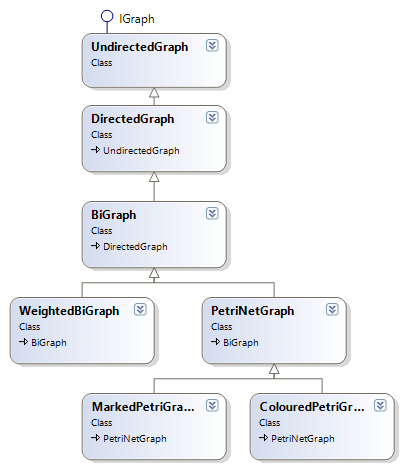 IGraph
UndirectedGraph
Class
DirectedGraph
Class
UndirectedGraph
BiGraph
Class
DirectedGraph
WeightedBiGraph
Class
BiGraph
PetriNetGraph
Class
BiGraph
MarkedPetriGra...
Class
PetriNetGraph
ColouredPetriGr...
Class
PetriNetGraph